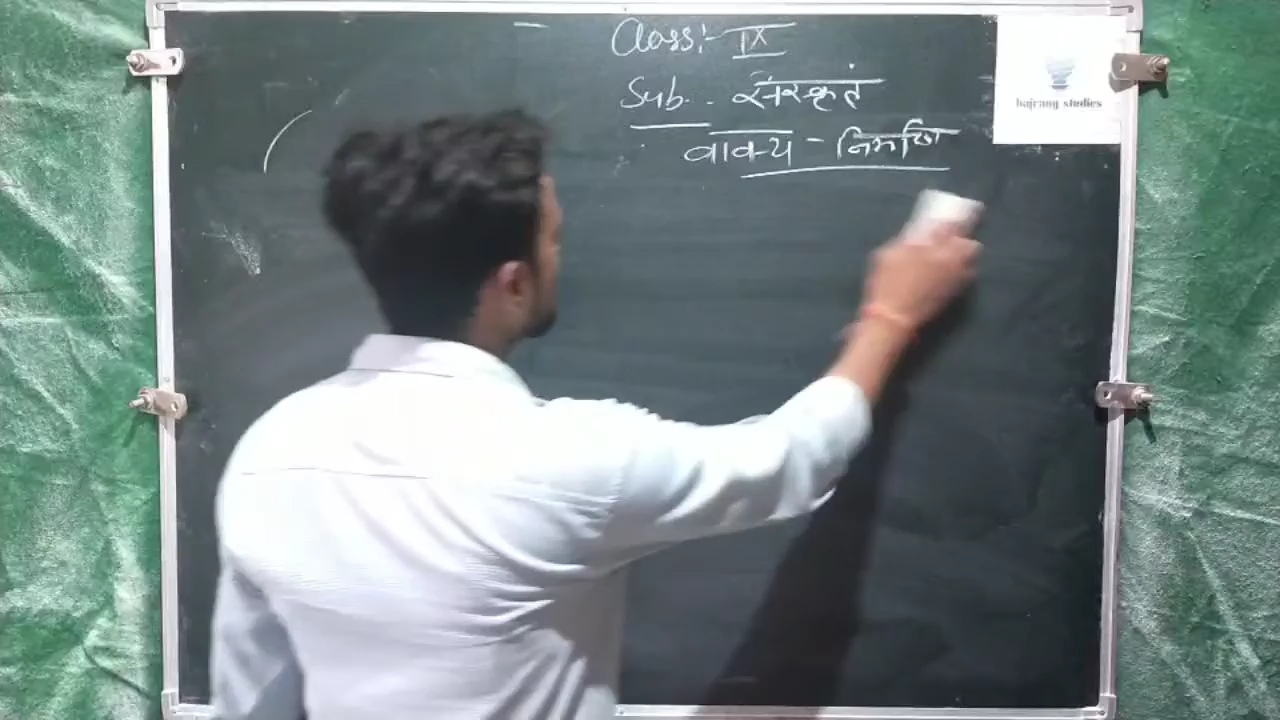 Class:- IX
Sub. - संस्कृत
वाक्य - निर्माण
bajrang studies